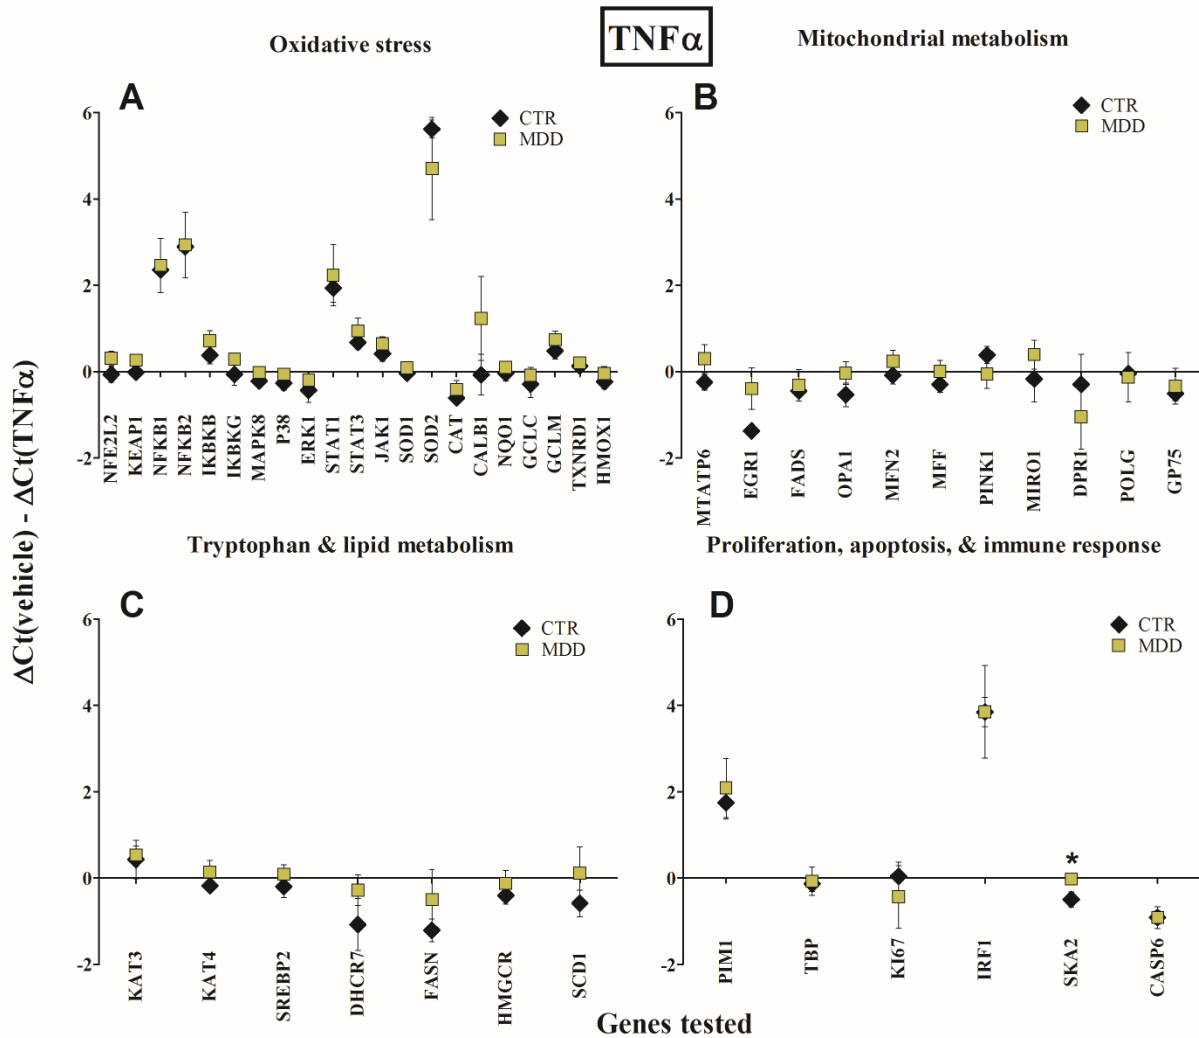 TNFα
Oxidative stress
Mitochondrial metabolism
A
CTR
MDD
6
4
2
0
-2
NFE2L2
KEAP1
NFKB1
NFKB2
IKBKB
IKBKG
MAPK8
P38
ERK1
STAT1
STAT3
JAK1
SOD1
SOD2
CAT
CALB1
NQO1
GCLC
GCLM
TXNRD1
HMOX1
B
CTR
MDD
6
4
2
0
-2
MTATP6
EGR1
FADS
OPA1
MFN2
MFF
PINK1
MIRO1
DPR1
POLG
GP75
ΔCt(vehicle) - ΔCt(TNFα)
Tryptophan & lipid metabolism
Proliferation, apoptosis, & immune response
C
CTR
MDD
6
4
2
0
-2
KAT3
KAT4
SREBP2
DHCR7
FASN
HMGCR
SCD1
D
CTR
MDD
6
4
2
0
-2
*
PIM1
TBP
KI67
IRF1
SKA2
CASP6
Genes tested